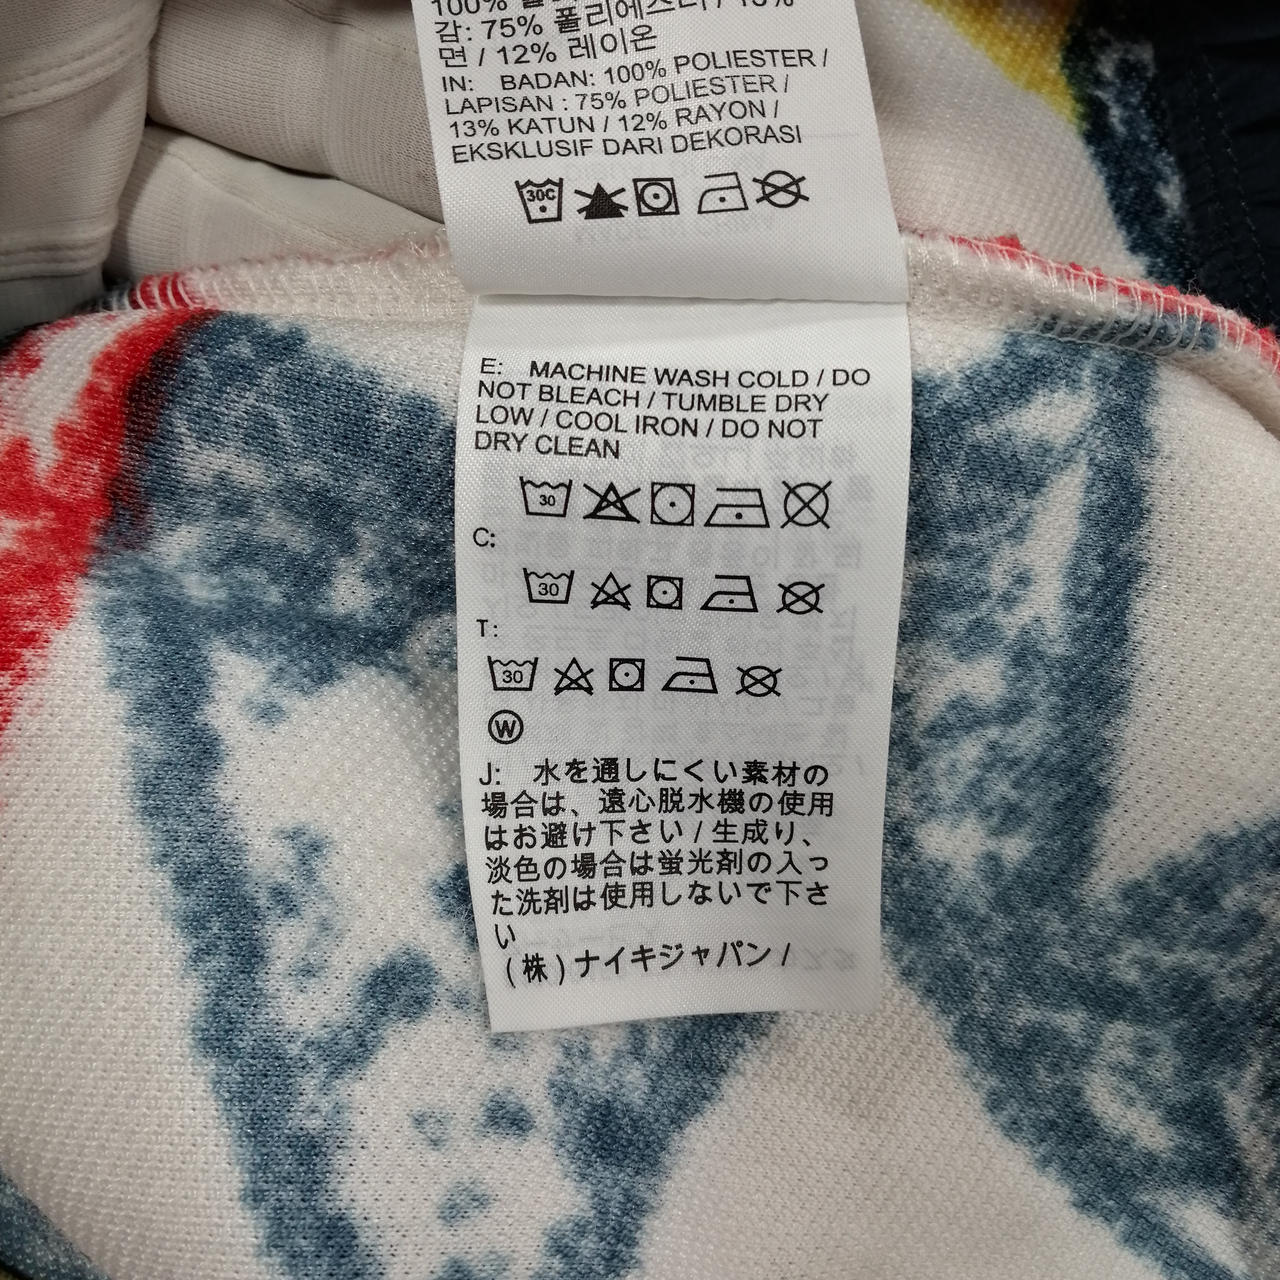 100%
감: 75% 폴리에스터 / 13%
면 / 12% 레이온
IN: BADAN: 100% POLIESTER /
LAPISAN : 75% POLIESTER /
13% KATUN / 12% RAYON /
EKSKLUSIF DARI DEKORASI
30C
E: MACHINE WASH COLD / DO
NOT BLEACH / TUMBLE DRY
LOW / COOL IRON / DO NOT
DRY CLEAN
30
C:
30
T:
30
W
J: 水を通しにくい素材の
場合は、遠心脱水機の使用
はお避け下さい / 生成り、
淡色の場合は蛍光剤の入っ
た洗剤は使用しないで下さ
い
(株)ナイキジャパン /